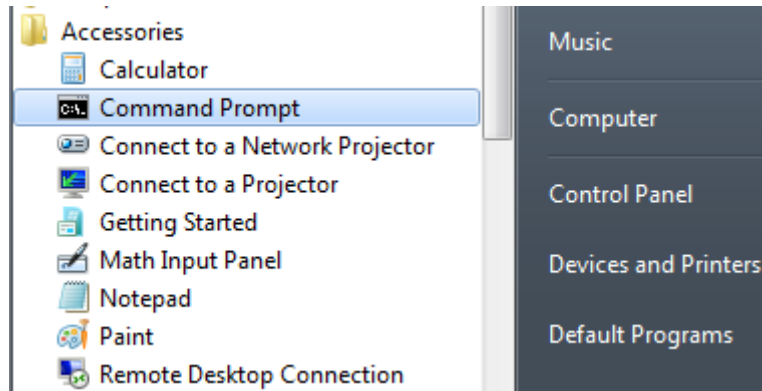 Accessories
Calculator
Command Prompt
Connect to a Network Projector
Connect to a Projector
Getting Started
Math Input Panel
Notepad
Paint
Remote Desktop Connection
Music
Computer
Control Panel
Devices and Printers
Default Programs